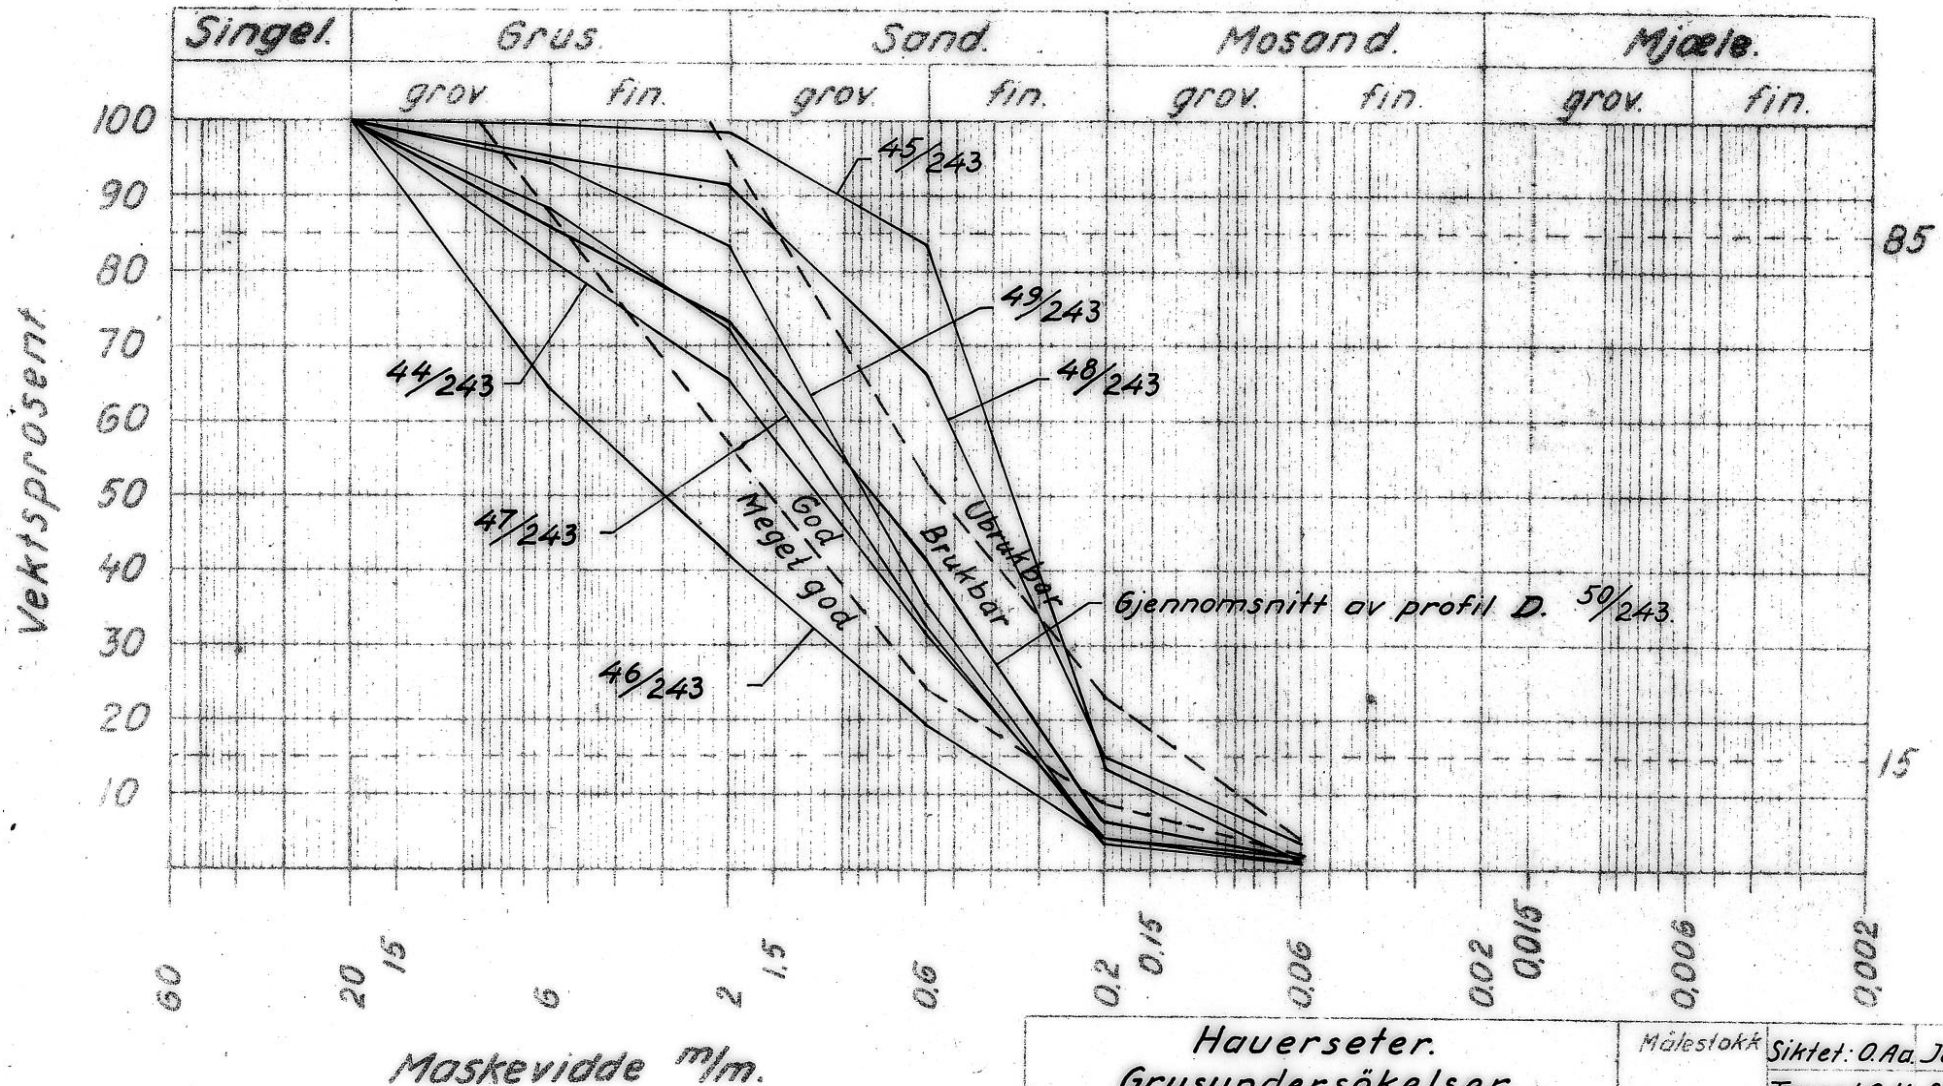 Singel. Grus. Sand. Mosand. Mjæle.
grov fin. grov. fin. grov. fin. grov. fin.
100
90
80
70
60
50
40
30
20
10
85
15
Vektsprosent
45/243
49/243
48/243
44/243
47/243
46/243
God
Meget god
Ubrukbar
Brukbar
Gjennomsnitt av profil D. 50/243.
60 20 15 6 2 1.5 0.6 0.2 0.15 0.06 0.02 0.015 0.006 0.002
Maskevidde m/m.
Hauerseter.
Grusundersökelser
Målestokk
Siktet: O.Aa.